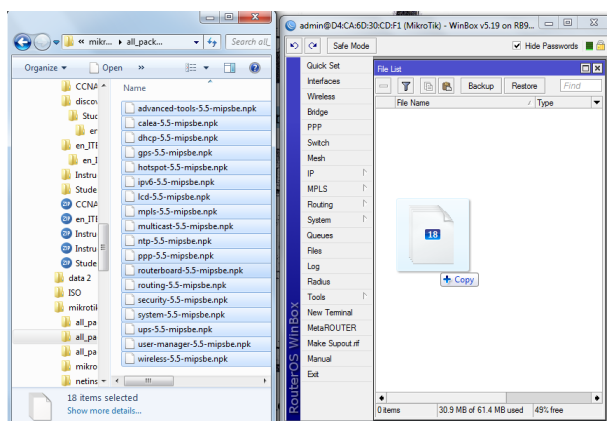 « mikr... ▸ all_pack...
Search all_
Organize
Open
»
CCNA
discov
Stuc
er
en_ITE
en_I
Instru
Stude
CCNA
en_ITE
Instru
Instru
Stude
data 2
ISO
mikrotil
all_pa
all_pa
all_pa
mikro
netins
Name
advanced-tools-5.5-mipsbe.npk
calea-5.5-mipsbe.npk
dhcp-5.5-mipsbe.npk
gps-5.5-mipsbe.npk
hotspot-5.5-mipsbe.npk
ipv6-5.5-mipsbe.npk
lcd-5.5-mipsbe.npk
mpls-5.5-mipsbe.npk
multicast-5.5-mipsbe.npk
ntp-5.5-mipsbe.npk
ppp-5.5-mipsbe.npk
routerboard-5.5-mipsbe.npk
routing-5.5-mipsbe.npk
security-5.5-mipsbe.npk
system-5.5-mipsbe.npk
ups-5.5-mipsbe.npk
user-manager-5.5-mipsbe.npk
wireless-5.5-mipsbe.npk
18 items selected
Show more details...
admin@D4:CA:6D:30:CD:F1 (MikroTik) - WinBox v5.19 on RB9...
Safe Mode
Hide Passwords
Quick Set
Interfaces
Wireless
Bridge
PPP
Switch
Mesh
IP
MPLS
Routing
System
Queues
Files
Log
Radius
Tools
New Terminal
MetaROUTER
Make Supout.rif
Manual
Exit
RouterOS WinBox
File List
Backup
Restore
Find
File Name
Type
18
Copy
0 items
30.9 MB of 61.4 MB used
49% free